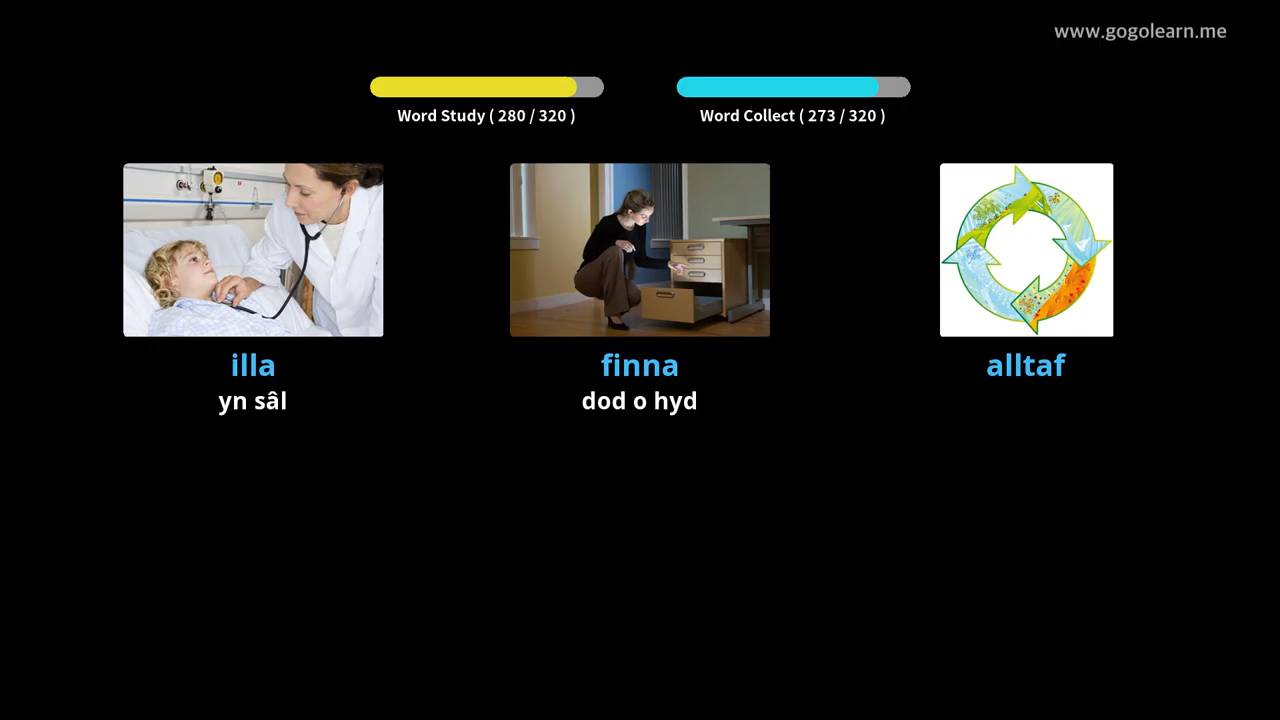 www.gogolearn.me
Word Study ( 280 / 320 )
Word Collect ( 273 / 320 )
illa
yn sâl
finna
dod o hyd
alltaf